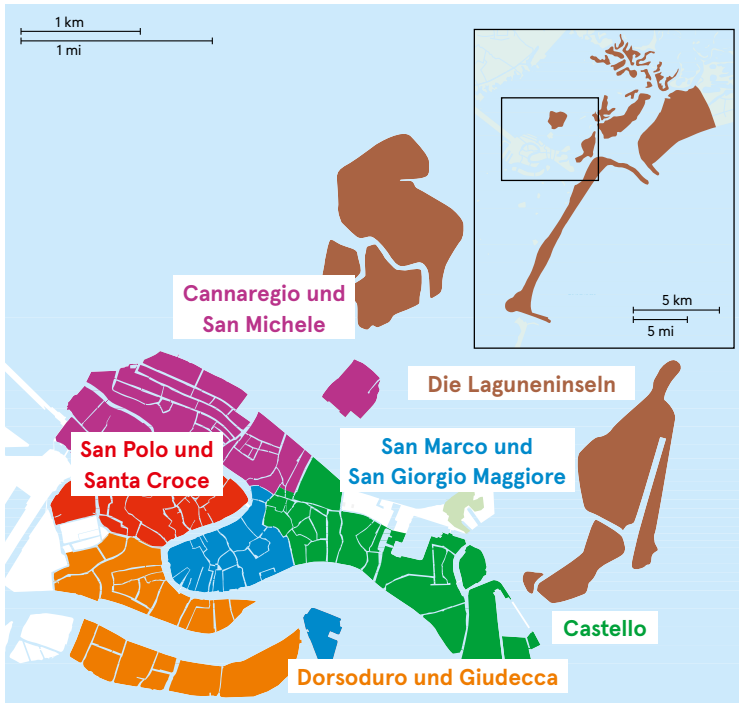 1 km
1 mi
5 km
5 mi
Cannaregio und
San Michele
Die Laguneninseln
San Polo und
Santa Croce
San Marco und
San Giorgio Maggiore
Castello
Dorsoduro und Giudecca